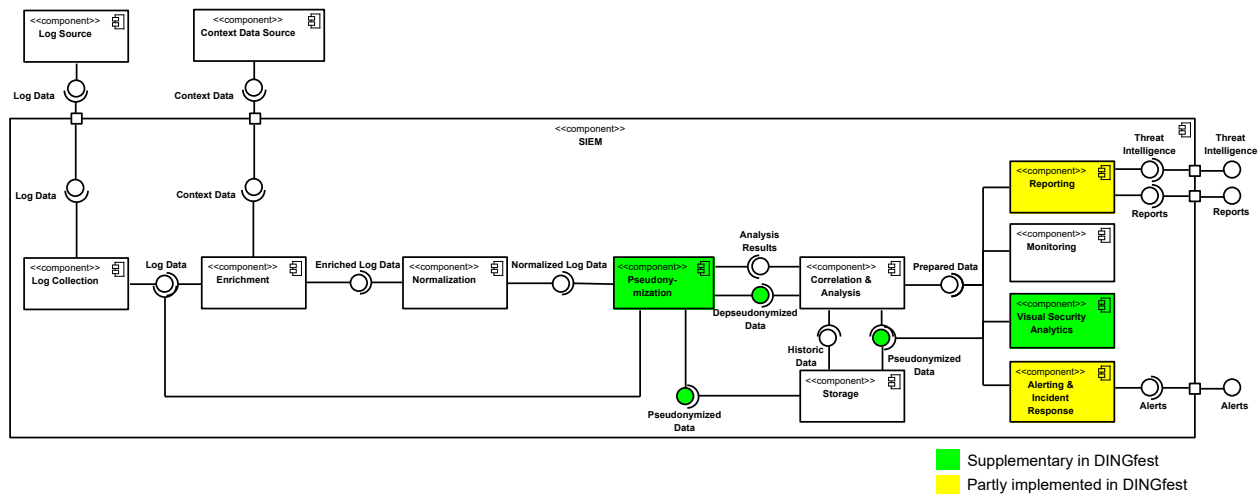 <<component>>
Log Source
<<component>>
Context Data Source
Log Data
Context Data
<<component>>
SIEM
Log Data
Context Data
<<component>>
Log Collection
Log Data
<<component>>
Enrichment
Enriched Log Data
<<component>>
Normalization
Normalized Log Data
<<component>>
Pseudony-
mization
Analysis
Results
Depseudonymized
Data
<<component>>
Correlation &
Analysis
Prepared Data
Historic
Data
Pseudonymized
Data
<<component>>
Storage
Pseudonymized
Data
<<component>>
Reporting
Threat
Intelligence
Threat
Intelligence
Reports
Reports
<<component>>
Monitoring
<<component>>
Visual Security
Analytics
<<component>>
Alerting &
Incident
Response
Alerts
Alerts
Supplementary in DINGfest
Partly implemented in DINGfest